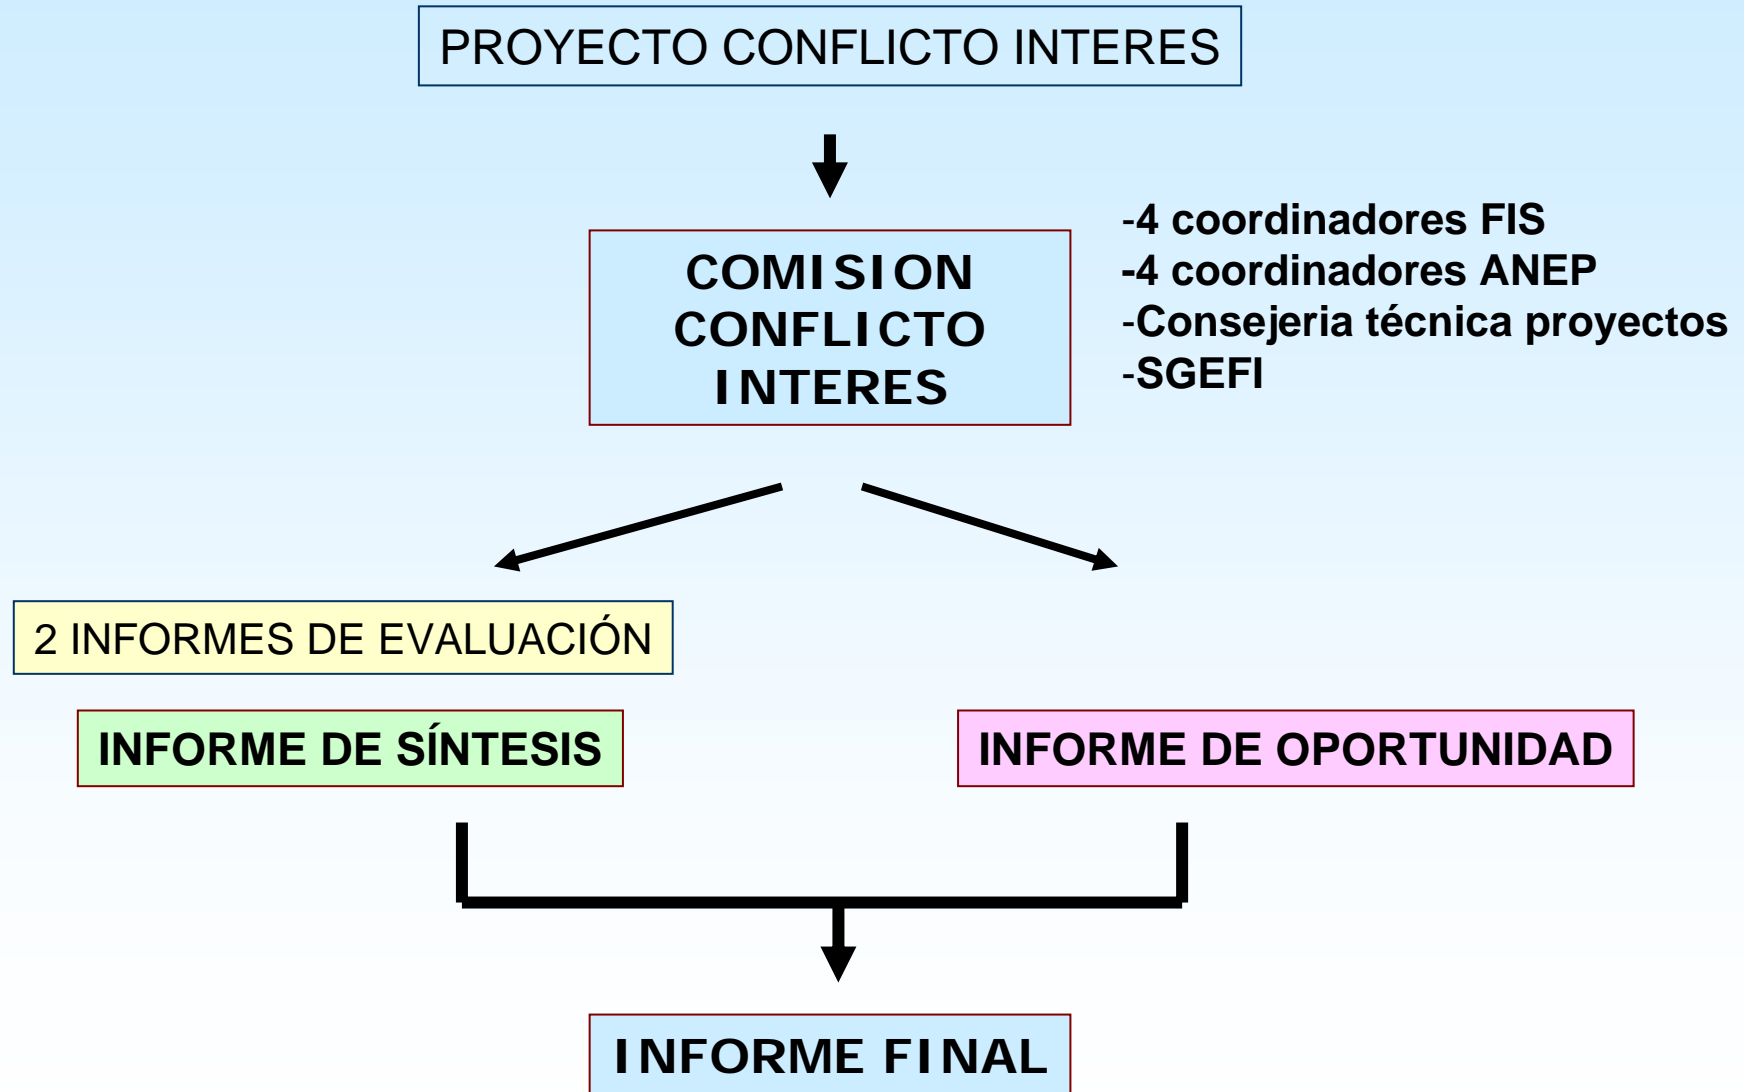 PROYECTO CONFLICTO INTERES
COMISION
CONFLICTO
INTERES
-4 coordinadores FIS
-4 coordinadores ANEP
-Consejeria técnica proyectos
-SGEFI
2 INFORMES DE EVALUACIÓN
INFORME DE SÍNTESIS
INFORME DE OPORTUNIDAD
INFORME FINAL